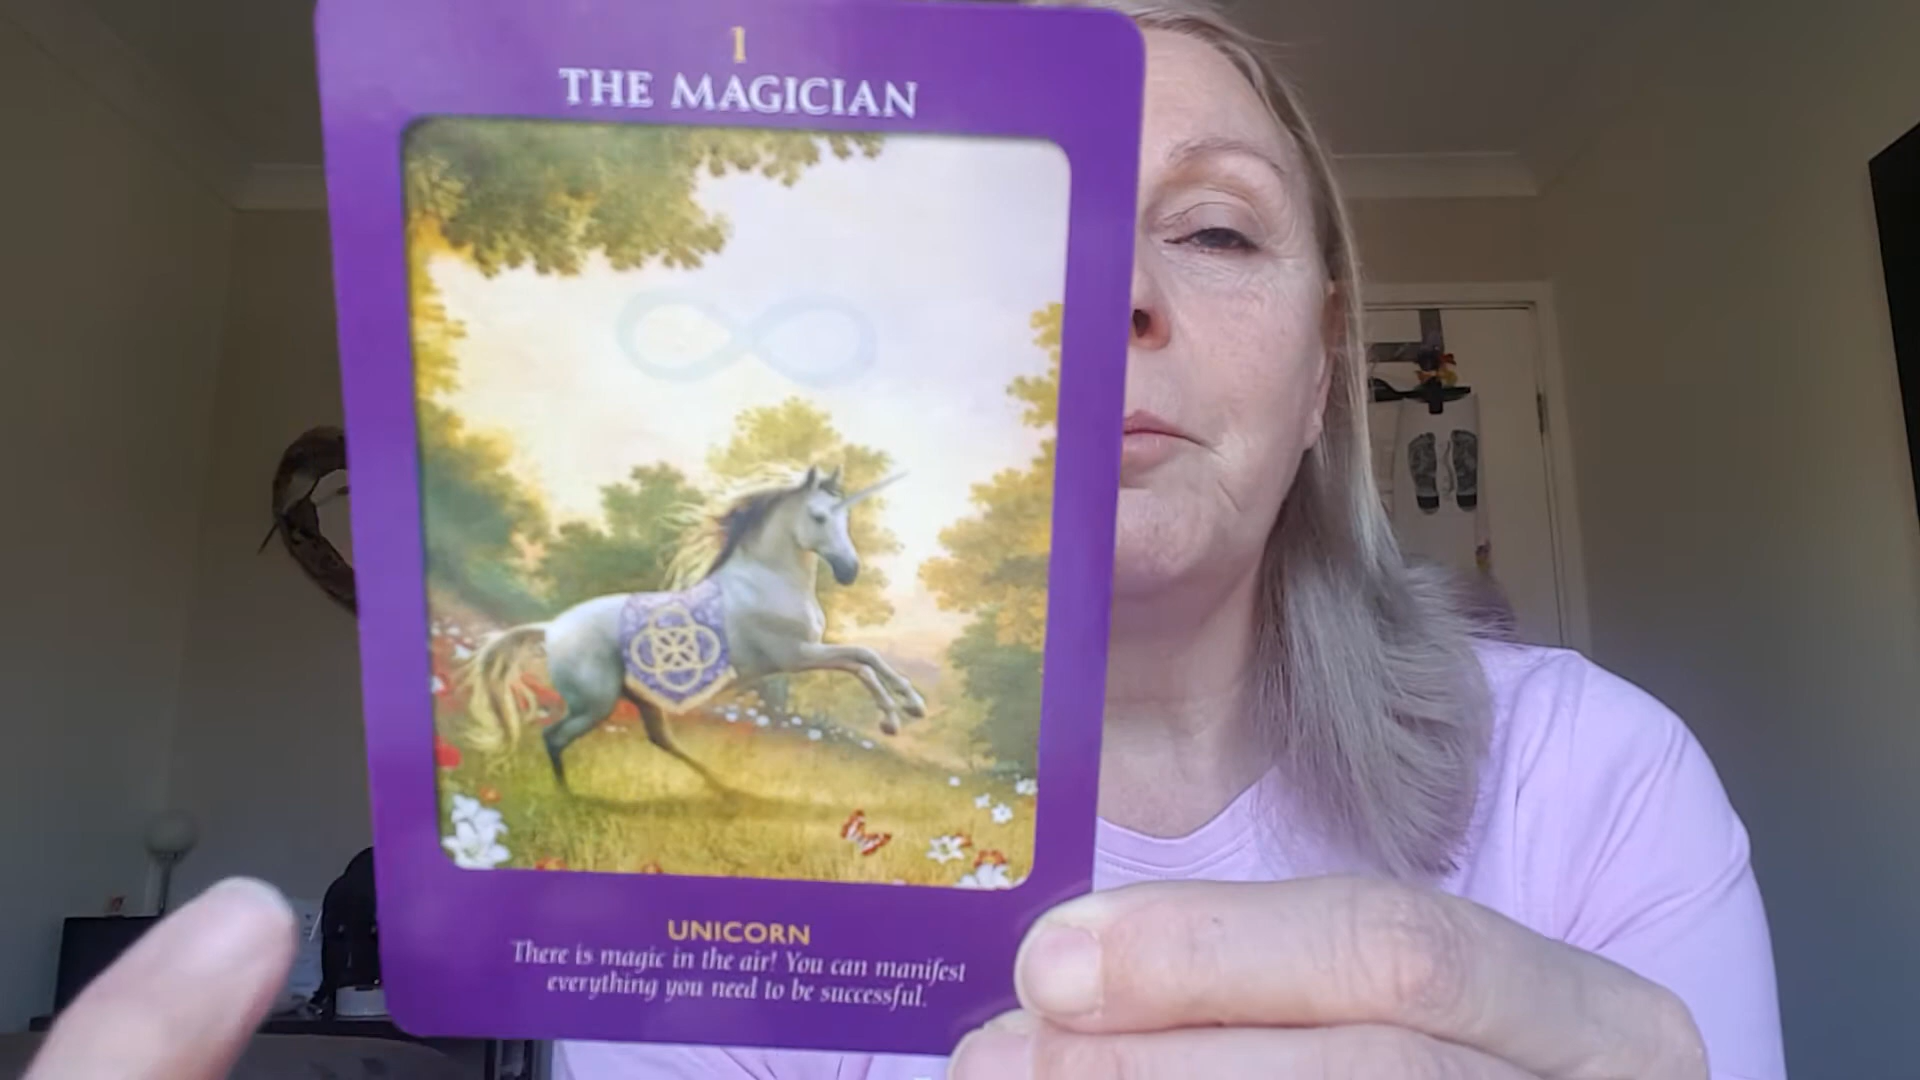 1
THE MAGICIAN
UNICORN
There is magic in the air! You can manifest
everything you need to be successful.